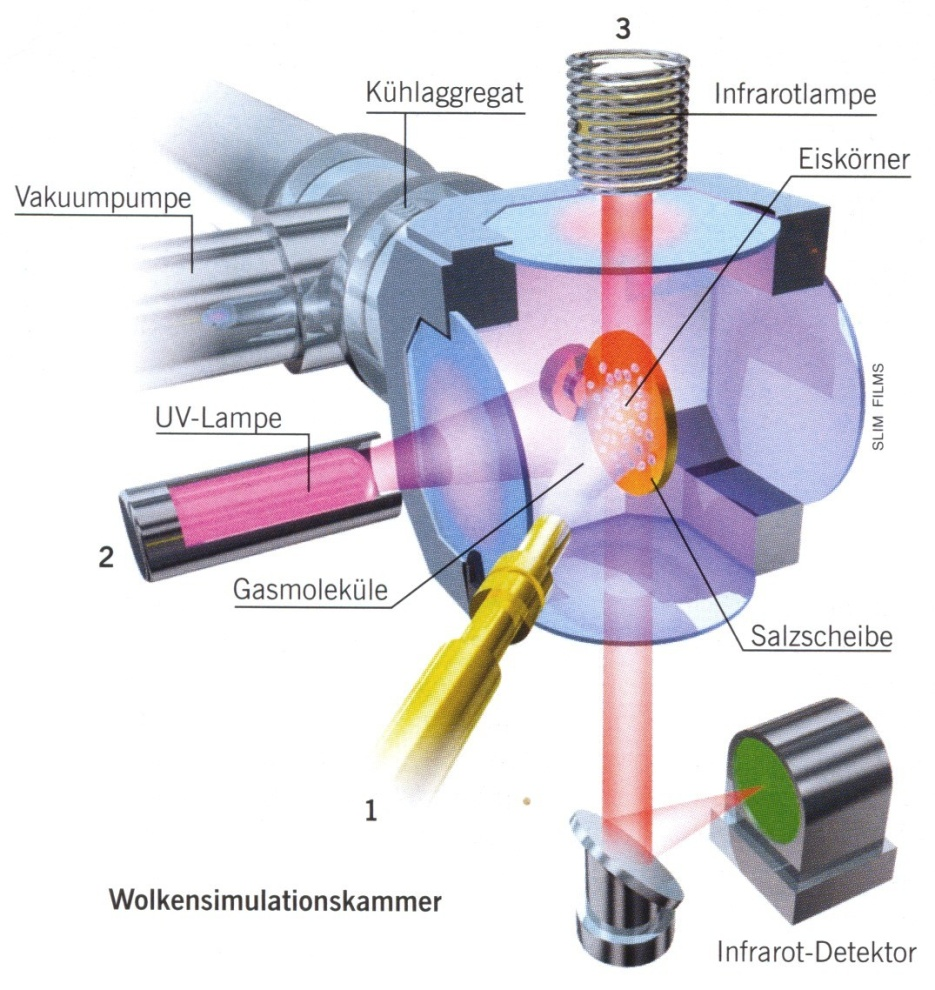 3
Kühlaggregat
Infrarotlampe
Eiskörner
Vakuumpumpe
SLIM FILMS
UV-Lampe
2
Gasmoleküle
Salzscheibe
1
Wolkensimulationskammer
Infrarot-Detektor